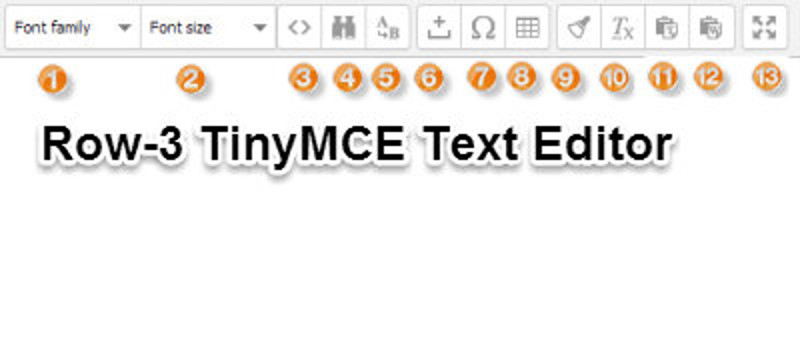 Font family Font size <> A B Ω Tx T W
1 2 3 4 5 6 7 8 9 10 11 12 13
Row-3 TinyMCE Text Editor